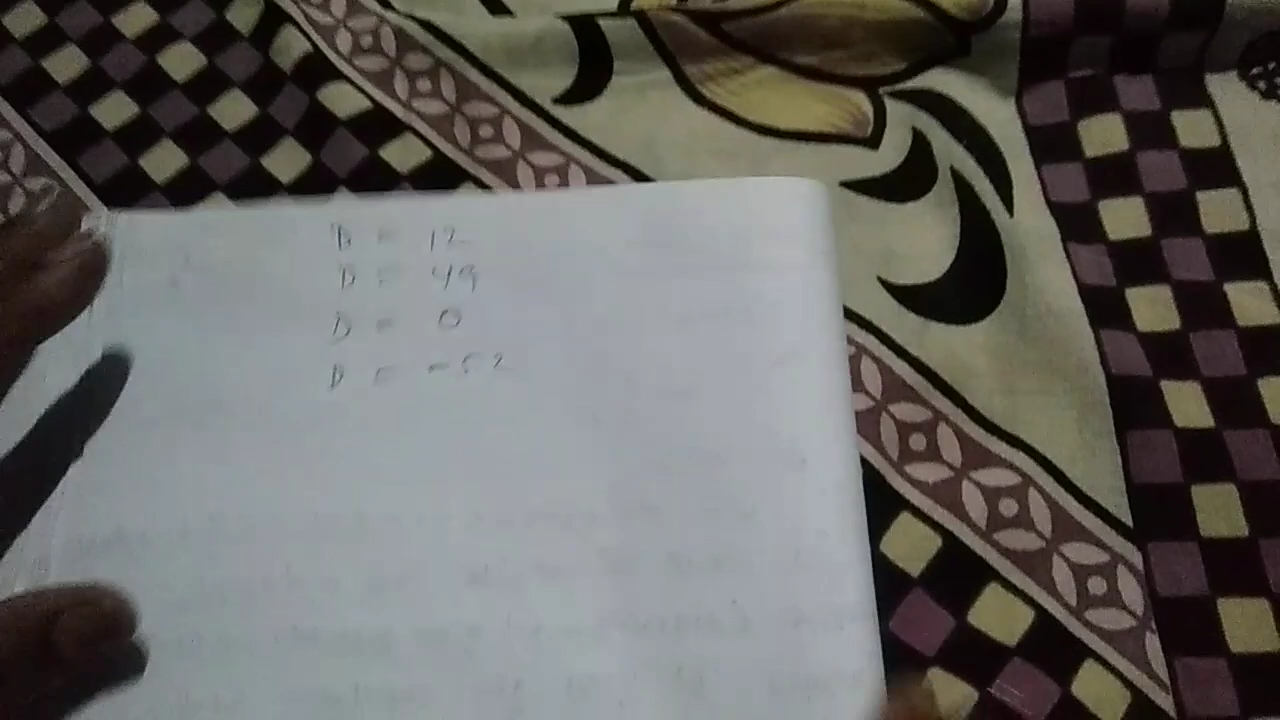 D = 12
D = 49
D = 0
D = -52